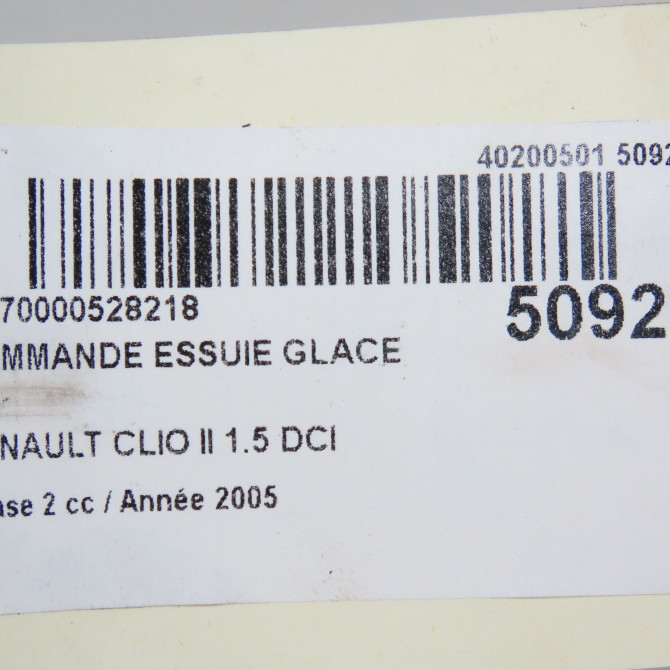 40200501 5092
70000528218
5092
MMANDE ESSUIE GLACE
NAULT CLIO II 1.5 DCI
ase 2 cc / Année 2005